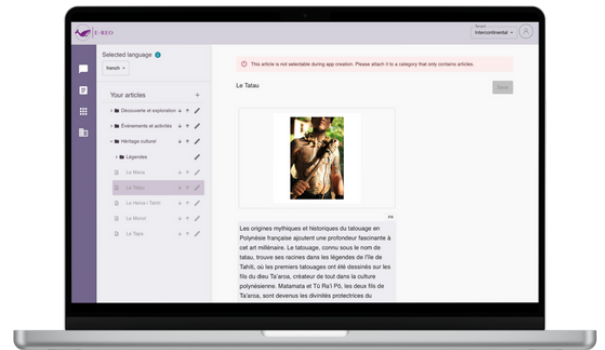 E-REO
Smart
Intercontinental
Selected language
french
Your articles
Découverte et exploration
Événements et activités
Héritage culturel
Légendes
Le Mana
Le Tatau
Le Heiva i Tahiti
Le Monoï
Le Tapa
This article is not selectable during app creation. Please attach it to a category that only contains articles.
Le Tatau
Save
Les origines mythiques et historiques du tatouage en
Polynésie française ajoutent une profondeur fascinante à
cet art millénaire. Le tatouage, connu sous le nom de
tatau, trouve ses racines dans les légendes de l'île de
Tahiti, où les premiers tatouages ont été dessinés sur les
fils du dieu Ta'aroa, créateur de tout dans la culture
polynésienne. Matamata et Tū Ra'i Pō, les deux fils de
Ta'aroa, sont devenus les divinités protectrices du